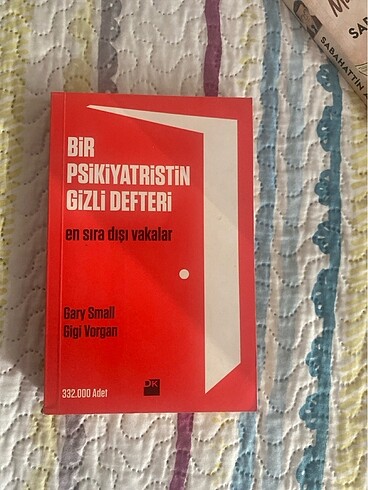 BİR
PSİKİYATRİSTİN
GİZLİ DEFTERİ
en sıra dışı vakalar
Gary Small
Gigi Vorgan
332.000 Adet
DK
SABAHATTİN